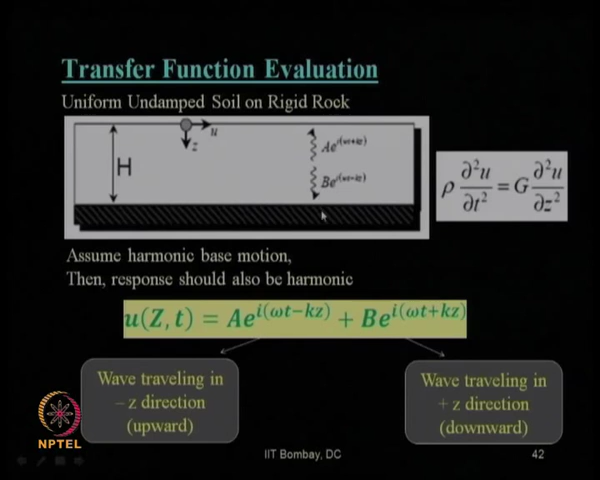 Transfer Function Evaluation
Uniform Undamped Soil on Rigid Rock
u
z
H
Ae^{i(ωt+kz)}
Be^{i(ωt-kz)}
ρ ∂²u/∂t² = G ∂²u/∂z²
Assume harmonic base motion,
Then, response should also be harmonic
u(Z,t) = Ae^{i(ωt−kz)} + Be^{i(ωt+kz)}
Wave traveling in
– z direction
(upward)
Wave traveling in
+ z direction
(downward)
NPTEL
IIT Bombay, DC
42